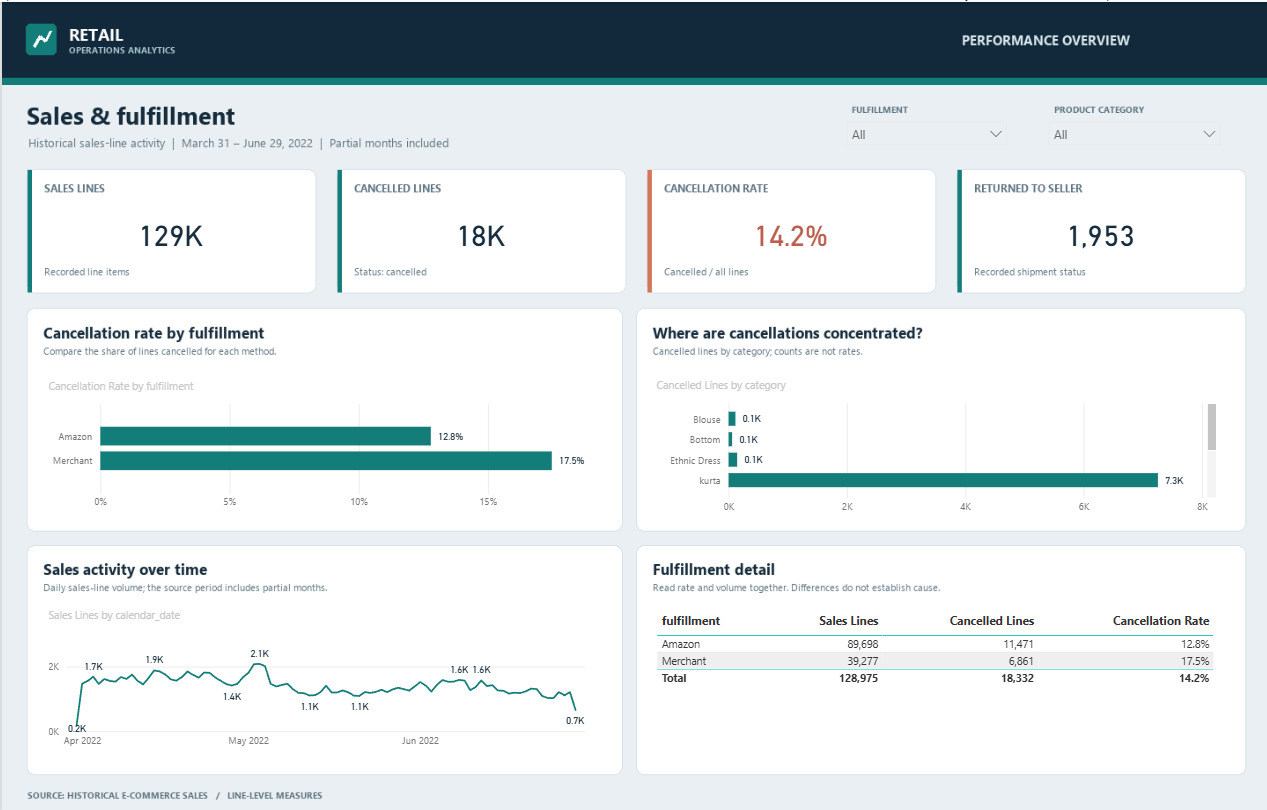 RETAIL
OPERATIONS ANALYTICS
PERFORMANCE OVERVIEW
Sales & fulfillment
Historical sales-line activity | March 31 – June 29, 2022 | Partial months included
FULFILLMENT
All
PRODUCT CATEGORY
All
SALES LINES
129K
Recorded line items
CANCELLED LINES
18K
Status: cancelled
CANCELLATION RATE
14.2%
Cancelled / all lines
RETURNED TO SELLER
1,953
Recorded shipment status
Cancellation rate by fulfillment
Compare the share of lines cancelled for each method.
Cancellation Rate by fulfillment
Amazon 12.8%
Merchant 17.5%
0% 5% 10% 15%
Where are cancellations concentrated?
Cancelled lines by category; counts are not rates.
Cancelled Lines by category
Blouse 0.1K
Bottom 0.1K
Ethnic Dress 0.1K
kurta 7.3K
0K 2K 4K 6K 8K
Sales activity over time
Daily sales-line volume; the source period includes partial months.
Sales Lines by calendar_date
2K
0K
0.2K 1.7K 1.9K 1.4K 2.1K 1.1K 1.1K 1.6K 1.6K 0.7K
Apr 2022 May 2022 Jun 2022
Fulfillment detail
Read rate and volume together. Differences do not establish cause.
fulfillment Sales Lines Cancelled Lines Cancellation Rate
Amazon 89,698 11,471 12.8%
Merchant 39,277 6,861 17.5%
Total 128,975 18,332 14.2%
SOURCE: HISTORICAL E-COMMERCE SALES / LINE-LEVEL MEASURES